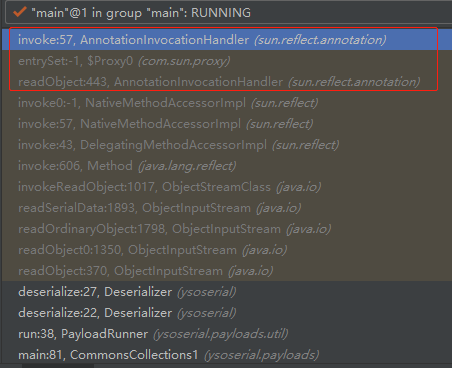 "main"@1 in group "main": RUNNING
invoke:57, AnnotationInvocationHandler (sun.reflect.annotation)
entrySet:-1, $Proxy0 (com.sun.proxy)
readObject:443, AnnotationInvocationHandler (sun.reflect.annotation)
invoke0:-1, NativeMethodAccessorImpl (sun.reflect)
invoke:57, NativeMethodAccessorImpl (sun.reflect)
invoke:43, DelegatingMethodAccessorImpl (sun.reflect)
invoke:606, Method (java.lang.reflect)
invokeReadObject:1017, ObjectStreamClass (java.io)
readSerialData:1893, ObjectInputStream (java.io)
readOrdinaryObject:1798, ObjectInputStream (java.io)
readObject0:1350, ObjectInputStream (java.io)
readObject:370, ObjectInputStream (java.io)
deserialize:27, Deserializer (ysoserial)
deserialize:22, Deserializer (ysoserial)
run:38, PayloadRunner (ysoserial.payloads.util)
main:81, CommonsCollections1 (ysoserial.payloads)